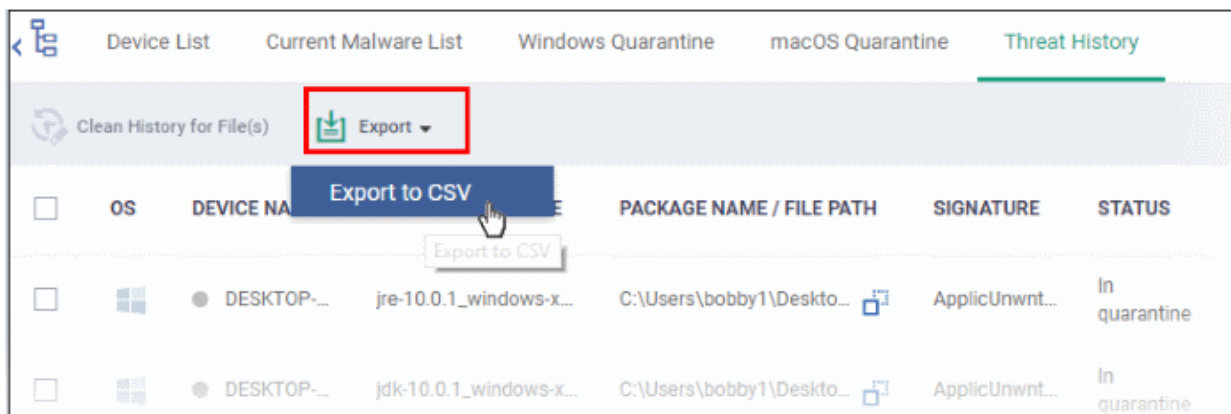 Device List Current Malware List Windows Quarantine macOS Quarantine Threat History
Clean History for File(s) Export
Export to CSV
OS DEVICE NA E PACKAGE NAME / FILE PATH SIGNATURE STATUS
Export to CSV
DESKTOP-... jre-10.0.1_windows-x... C:\Users\bobby1\Deskto... ApplicUnwnt... In
quarantine
DESKTOP-... jdk-10.0.1_windows-x... C:\Users\bobby1\Deskto... ApplicUnwnt... In
quarantine